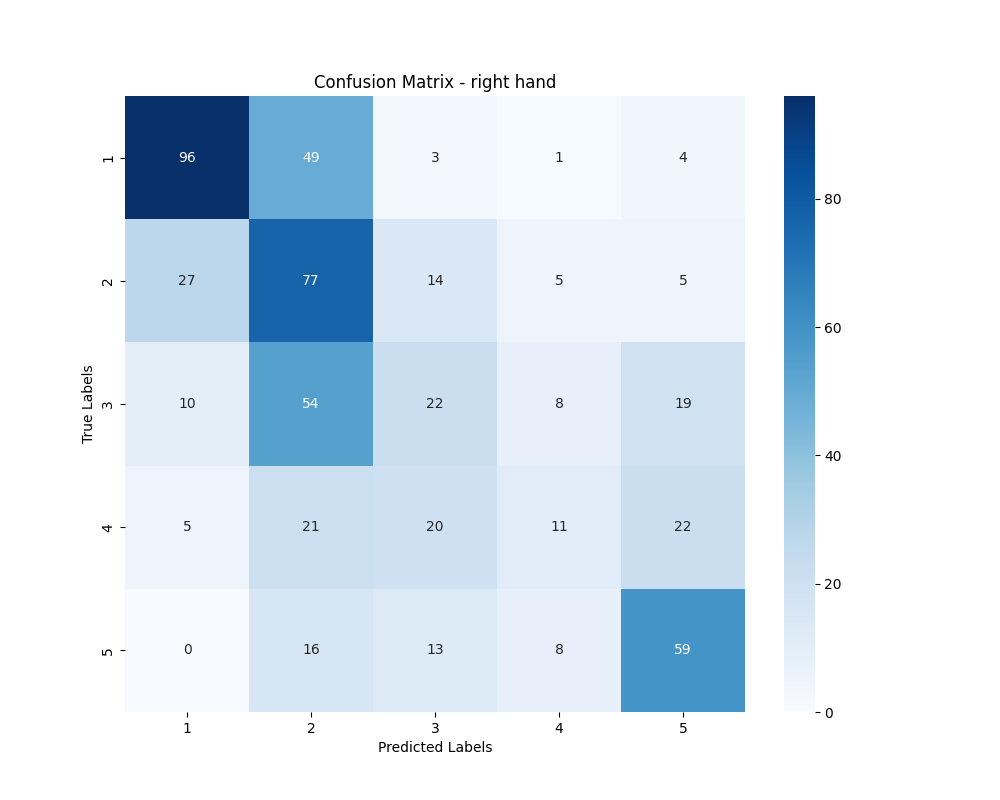 Confusion Matrix - right hand
1 96 49 3 1 4
2 27 77 14 5 5
3 10 54 22 8 19
4 5 21 20 11 22
5 0 16 13 8 59
True Labels
1 2 3 4 5
Predicted Labels
80
60
40
20
0